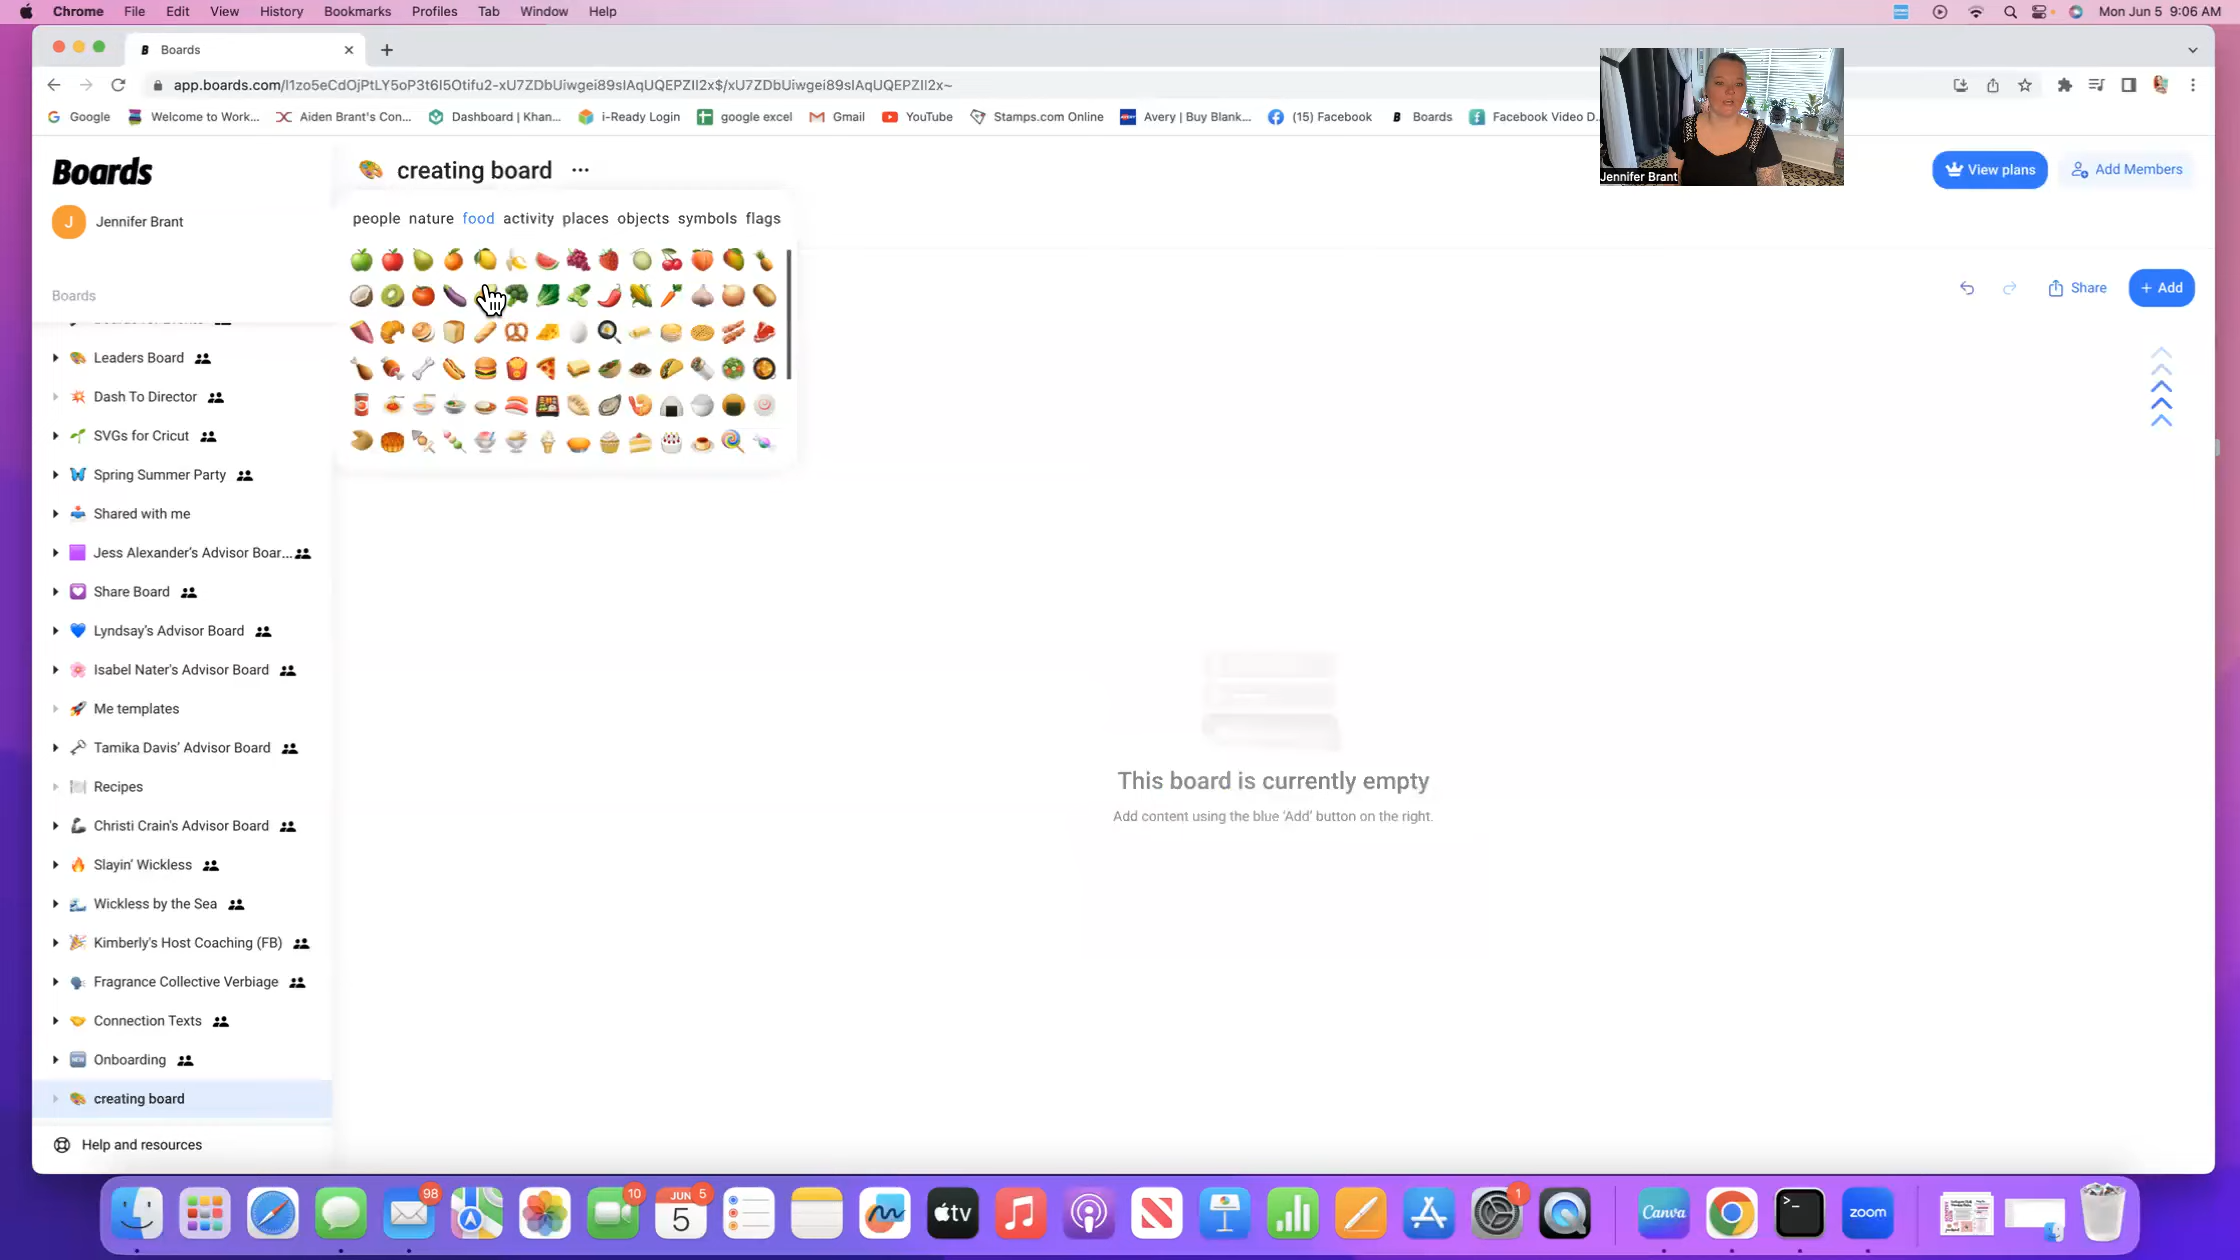 Chrome File Edit View History Bookmarks Profiles Tab Window Help Mon Jun 5 9:06 AM
Boards
Google Welcome to Work... Aiden Brant's Con... Dashboard | Khan... i-Ready Login google excel Gmail YouTube Stamps.com Online Avery | Buy Blank... (15) Facebook Boards Facebook Video D...
Jennifer Brant
Boards
creating board ...
View plans
Add Members
Jennifer Brant
people nature food activity places objects symbols flags
Boards
Share
+ Add
Leaders Board
Dash To Director
SVGs for Cricut
Spring Summer Party
Shared with me
Jess Alexander's Advisor Boar...
Share Board
Lyndsay's Advisor Board
Isabel Nater's Advisor Board
Me templates
Tamika Davis' Advisor Board
Recipes
Christi Crain's Advisor Board
Slayin' Wickless
Wickless by the Sea
Kimberly's Host Coaching (FB)
Fragrance Collective Verbiage
Connection Texts
Onboarding
creating board
Help and resources
This board is currently empty
Add content using the blue 'Add' button on the right.
98
10
JUN 5
5
tv
1
Canva
zoom